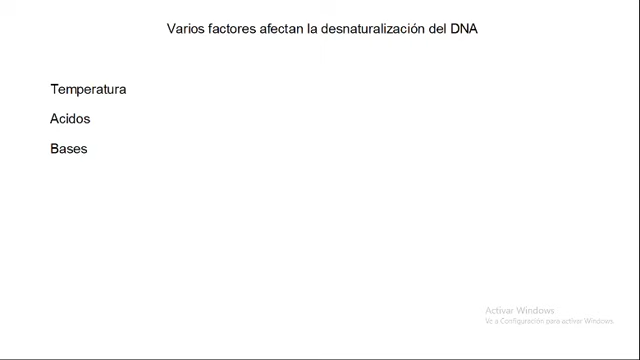 Varios factores afectan la desnaturalización del DNA
Temperatura
Acidos
Bases
Activar Windows
Ve a Configuración para activar Windows.